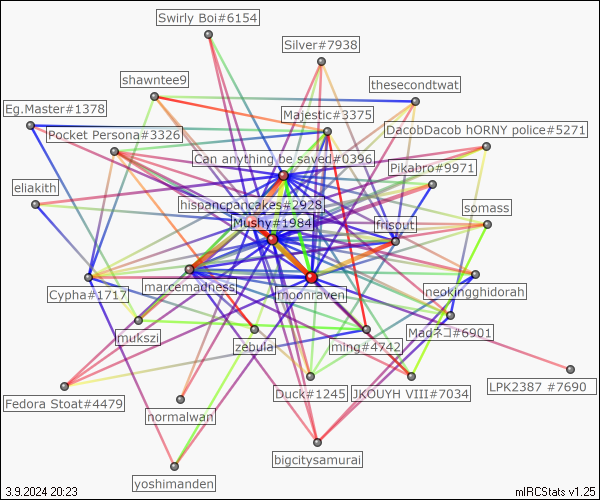 Swirly Boi#6154
Silver#7938
shawntee9
thesecondtwat
Eg.Master#1378
Majestic#3375
DacobDacob hORNY police#5271
Pocket Persona#3326
Can anything be saved#0396
Pikabro#9971
eliakith
hispancpancakes#2928
somass
Mushy#1984
frisout
Cypha#1717
marcemadness
moonraven
neokingghidorah
mukszi
zebula
ming#4742
Madネコ#6901
Fedora Stoat#4479
normalwan
Duck#1245
JKOUYH VIII#7034
LPK2387 #7690
bigcitysamurai
yoshimanden
3.9.2024 20:23
mIRCStats v1.25